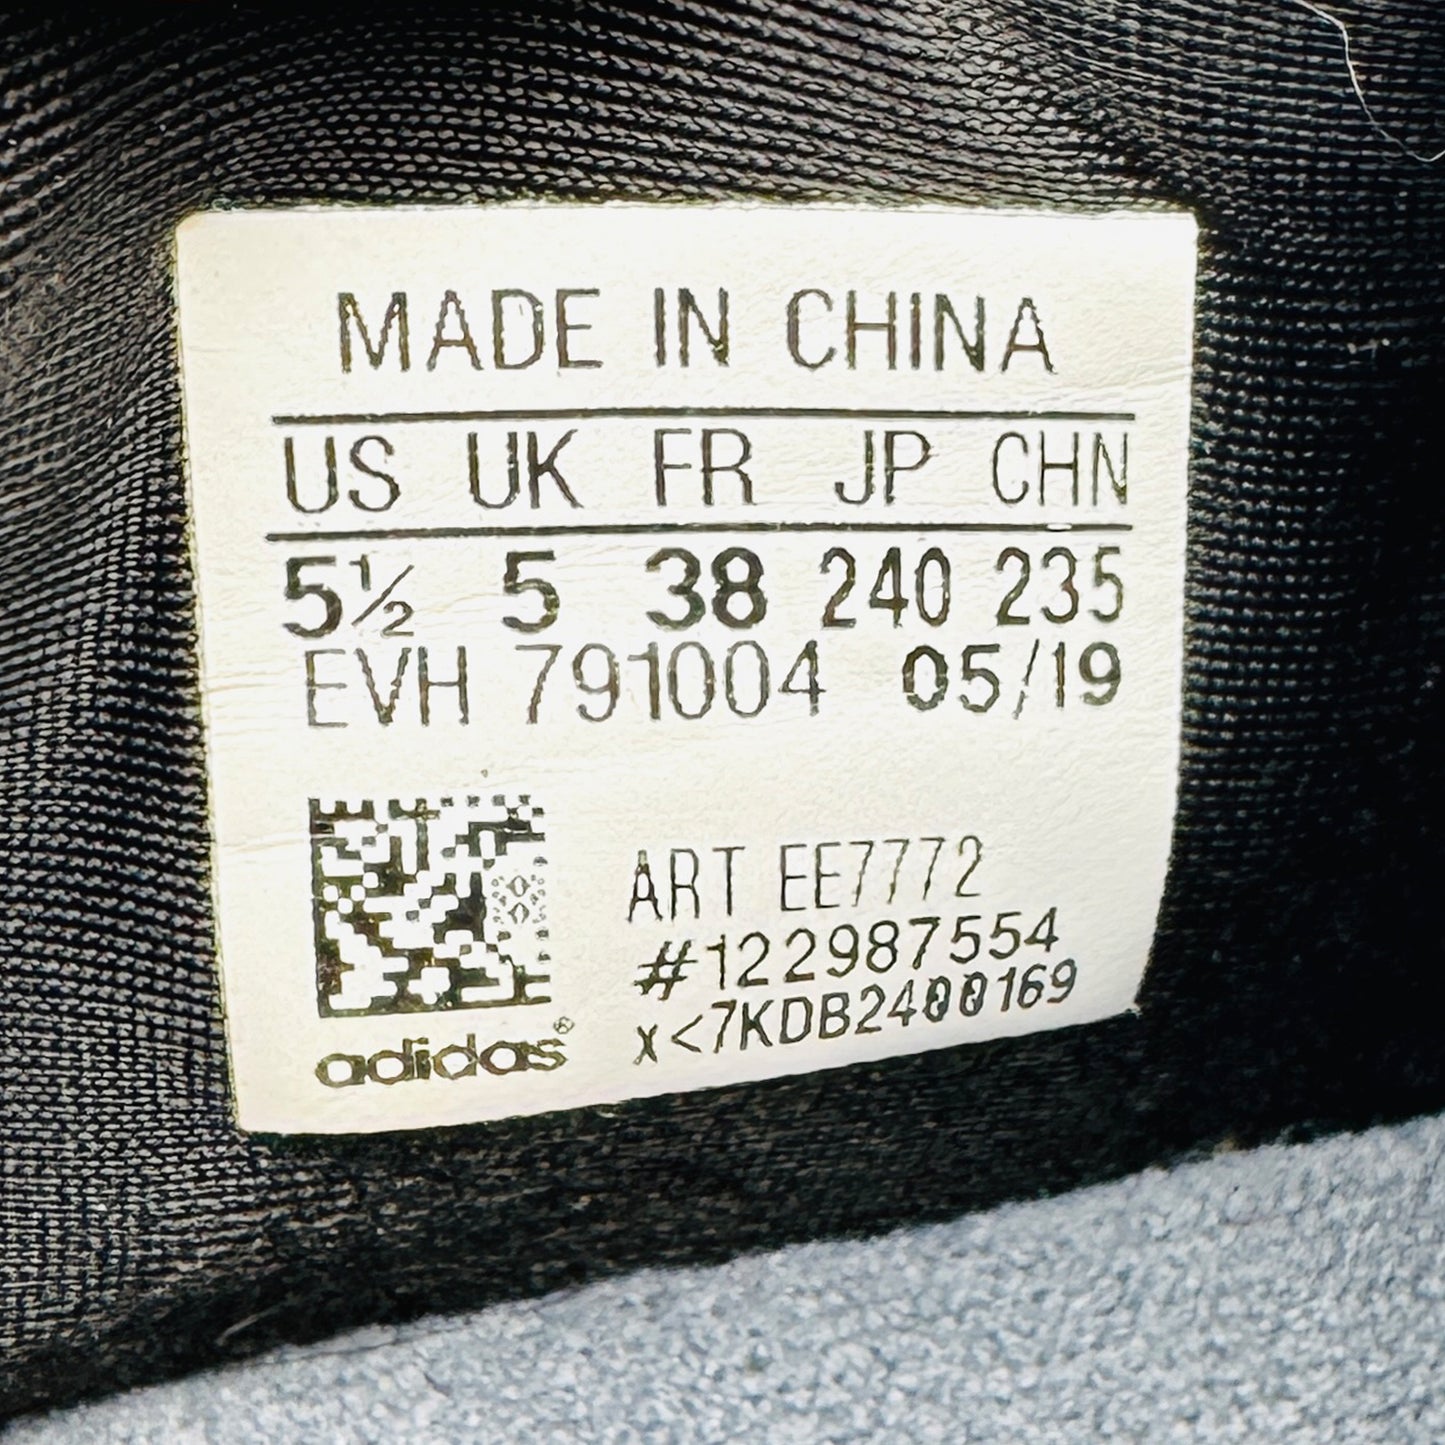 MADE IN CHINA
US UK FR JP CHN
5½ 5 38 240 235
EVH 791004 05/19
ART EE7772
#122987554
x<7KDB2400169
adidas®